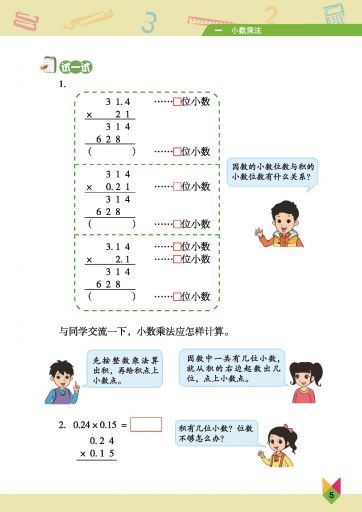 一 小数乘法
试一试
1.
3 1.4 ……□位小数
× 2 1
3 1 4
6 2 8
( ) ……□位小数
3 1 4
× 0.2 1 ……□位小数
3 1 4
6 2 8
( ) ……□位小数
3.1 4 ……□位小数
× 2.1 ……□位小数
3 1 4
6 2 8
( ) ……□位小数
因数的小数位数与积的
小数位数有什么关系?
与同学交流一下，小数乘法应怎样计算。
先按整数乘法算
出积，再给积点上
小数点。
因数中一共有几位小数，
就从积的右边起数出几
位，点上小数点。
2. 0.24×0.15 = □
0.2 4
× 0.1 5
积有几位小数? 位数
不够怎么办?
5